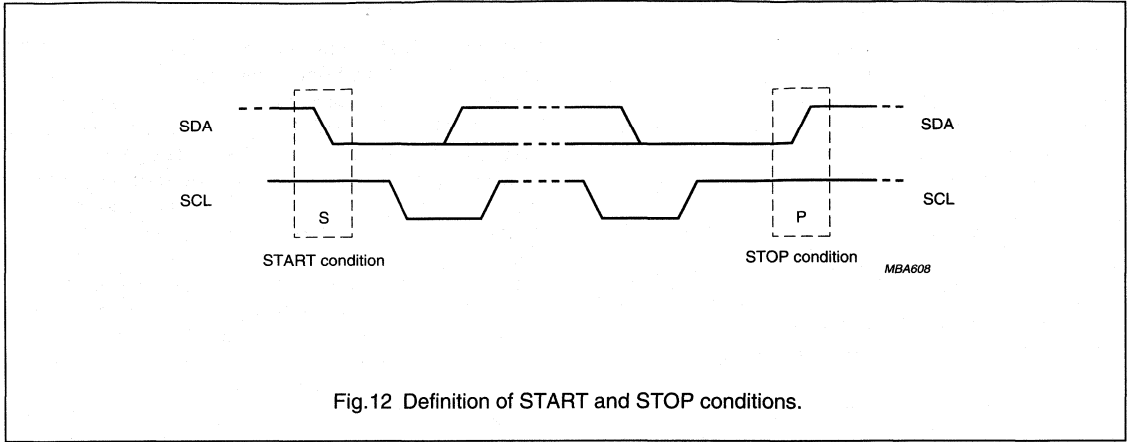 SDA
SDA
SCL
SCL
S
P
START condition
STOP condition
MBA608
Fig.12 Definition of START and STOP conditions.